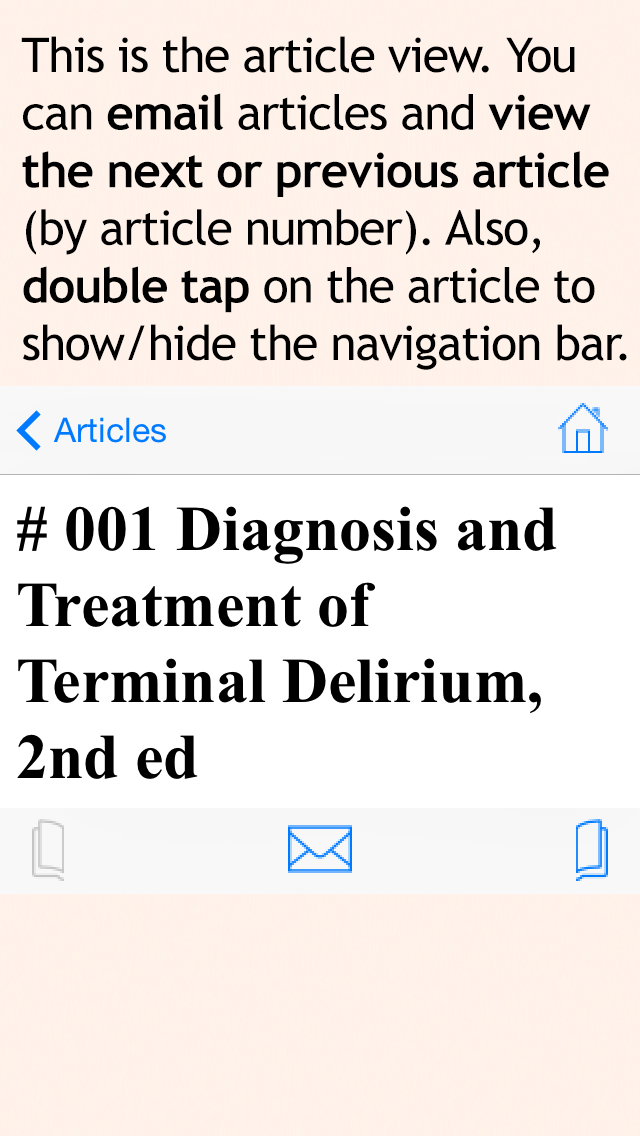 This is the article view. You
can email articles and view
the next or previous article
(by article number). Also,
double tap on the article to
show/hide the navigation bar.
Articles
# 001 Diagnosis and
Treatment of
Terminal Delirium,
2nd ed